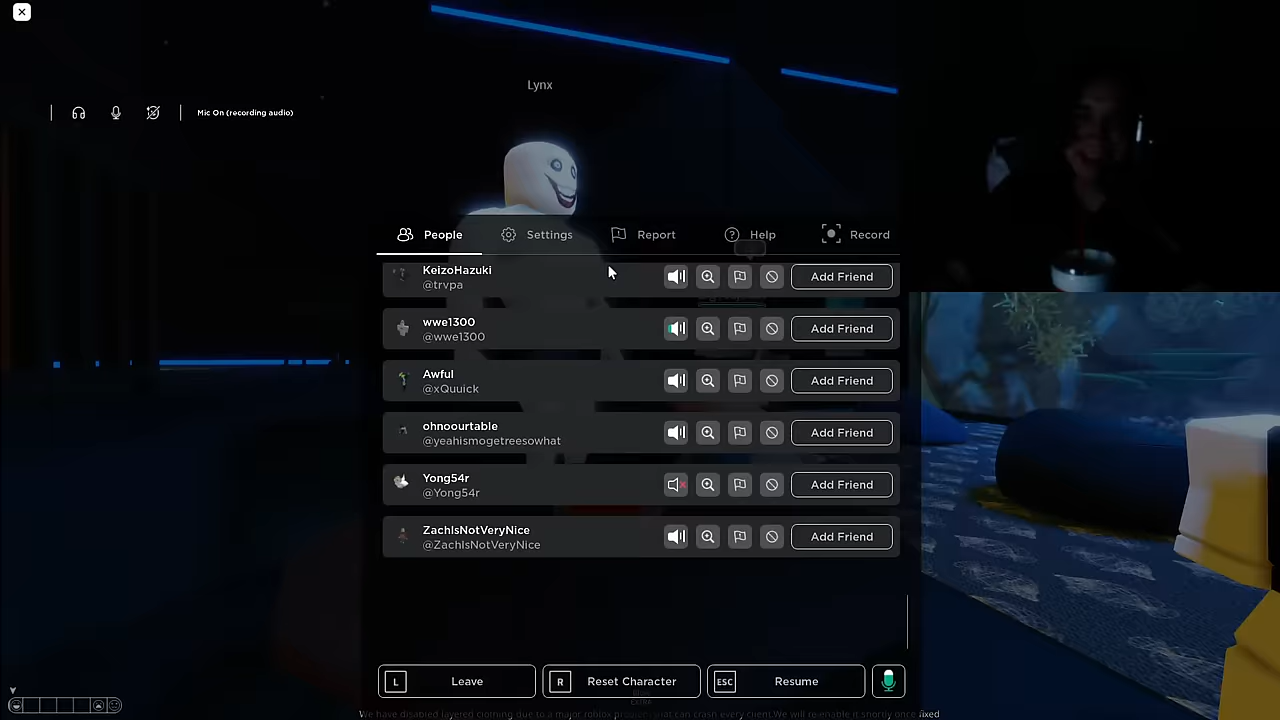 Lynx
Mic On (recording audio)
People
Settings
Report
Help
Record
KeizoHazuki
@trvpa
Add Friend
wwe1300
@wwe1300
Add Friend
Awful
@xQuuick
Add Friend
ohnoourtable
@yeahismogetreesowhat
Add Friend
Yong54r
@Yong54r
Add Friend
ZachIsNotVeryNice
@ZachIsNotVeryNice
Add Friend
L Leave
R Reset Character
ESC Resume
We have disabled layered clothing due to a major roblox problem that can crash every client.We will re-enable it shortly once fixed